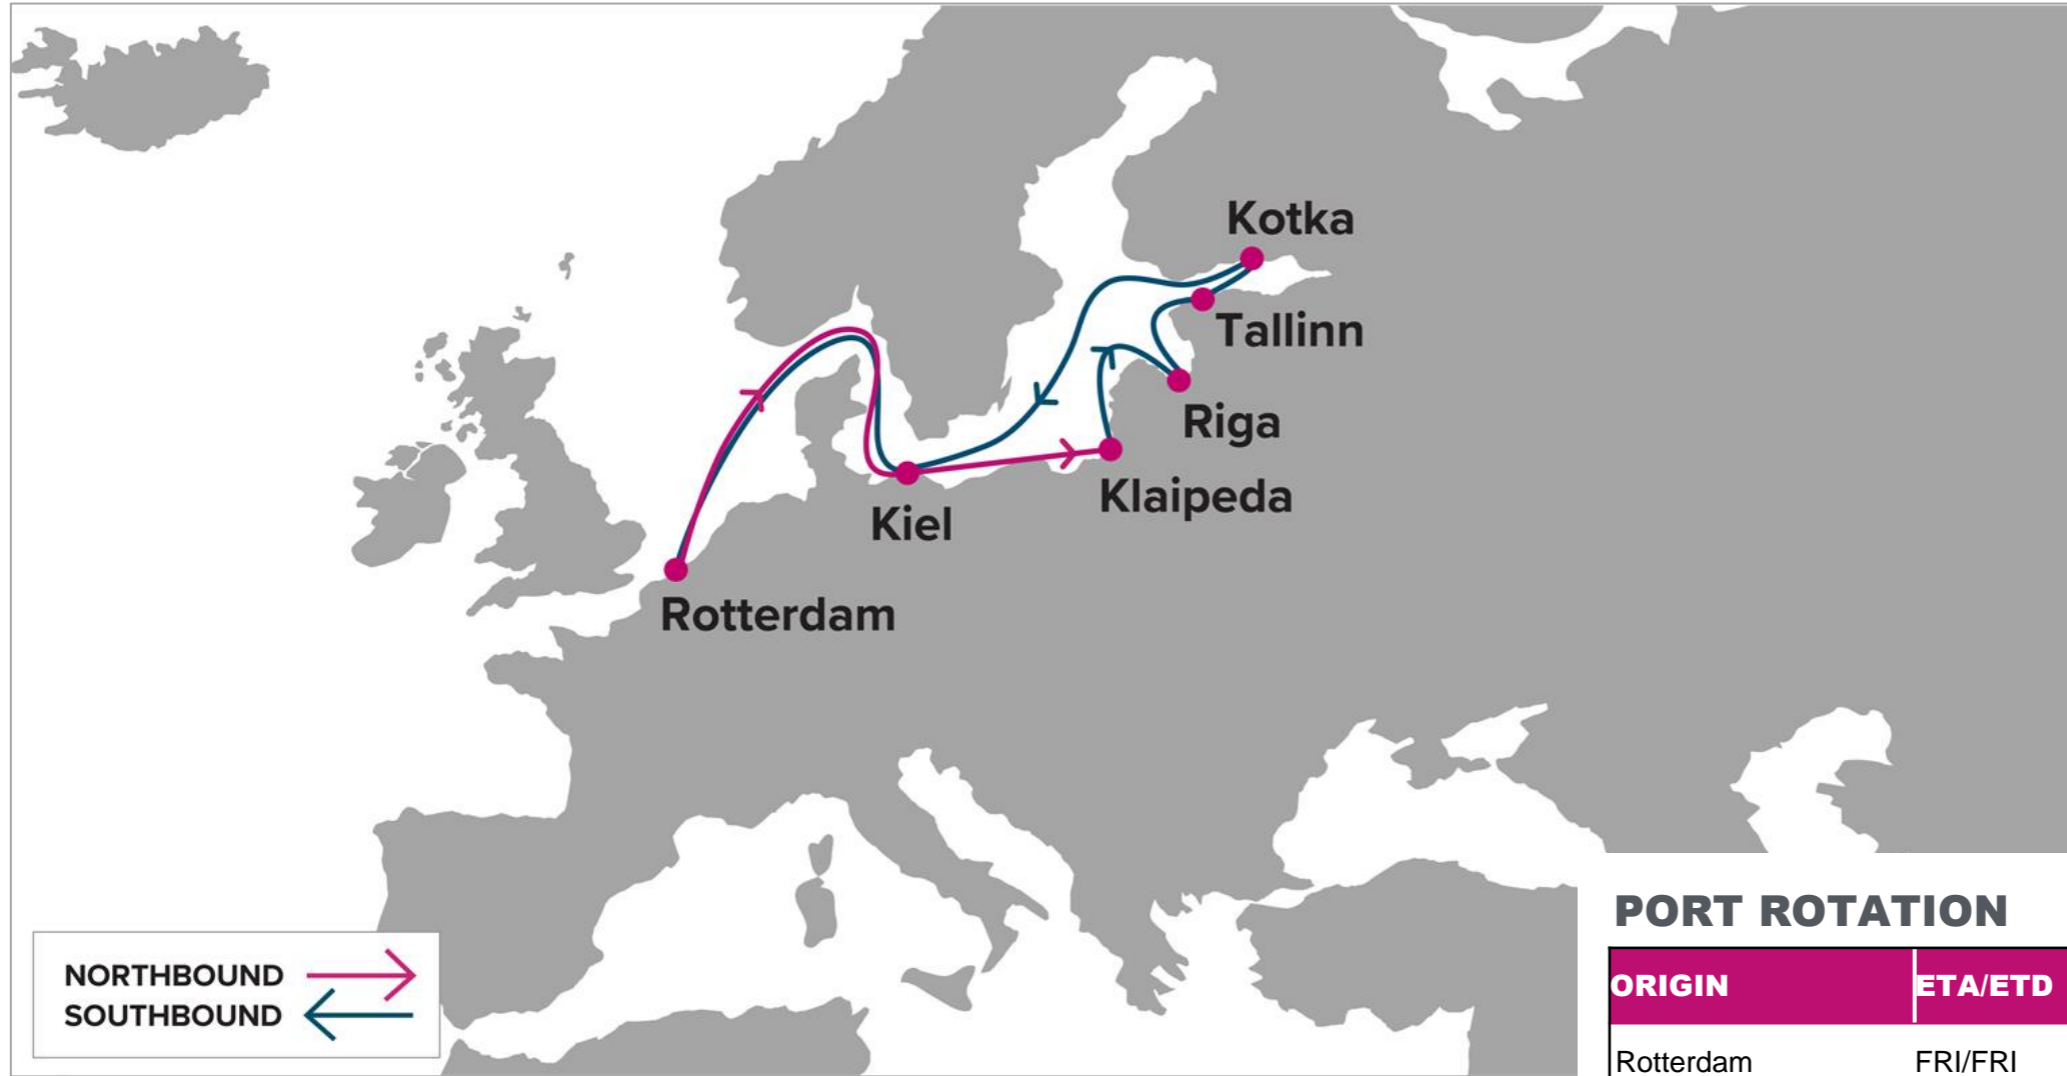 Kotka
Tallinn
Riga
Klaipeda
Kiel
Rotterdam
NORTHBOUND
SOUTHBOUND
PORT ROTATION
ORIGIN ETA/ETD
Rotterdam FRI/FRI